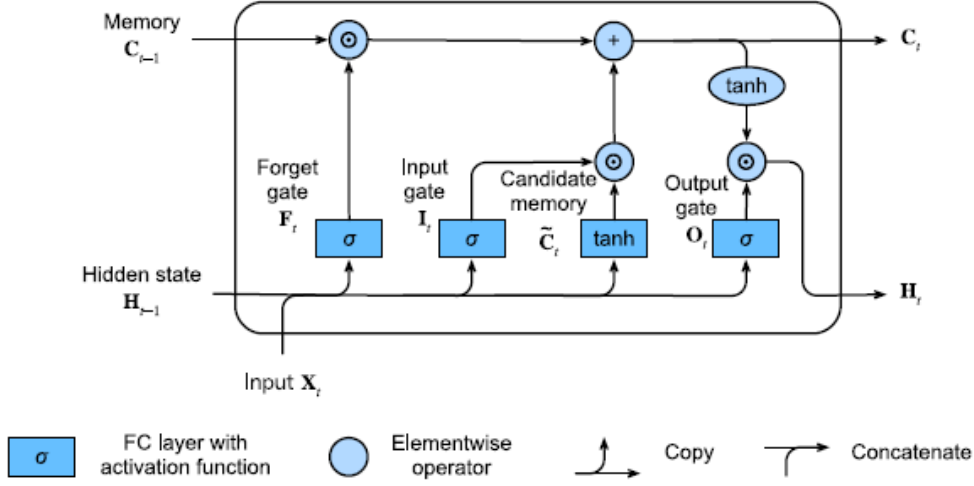 Memory
C_{t-1}
⊙
+
C_t
tanh
Forget
gate
F_t
Input
gate
I_t
⊙
Candidate
memory
C̃_t
Output
gate
O_t
⊙
σ
σ
tanh
σ
Hidden state
H_{t-1}
H_t
Input X_t
σ
FC layer with
activation function
Elementwise
operator
Copy
Concatenate